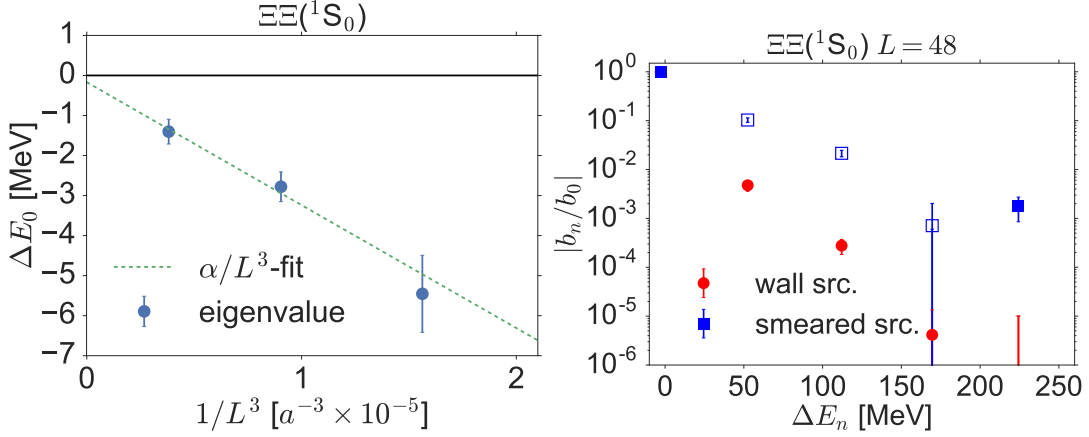 ΞΞ(¹S₀)
1
0
−1
−2
−3
−4
−5
−6
−7
ΔE₀ [MeV]
α/L³-fit
eigenvalue
0
1
2
1/L³ [a⁻³ × 10⁻⁵]
ΞΞ(¹S₀) L = 48
10⁰
10⁻¹
10⁻²
10⁻³
10⁻⁴
10⁻⁵
10⁻⁶
|bₙ/b₀|
wall src.
smeared src.
0
50
100
150
200
250
ΔEₙ [MeV]